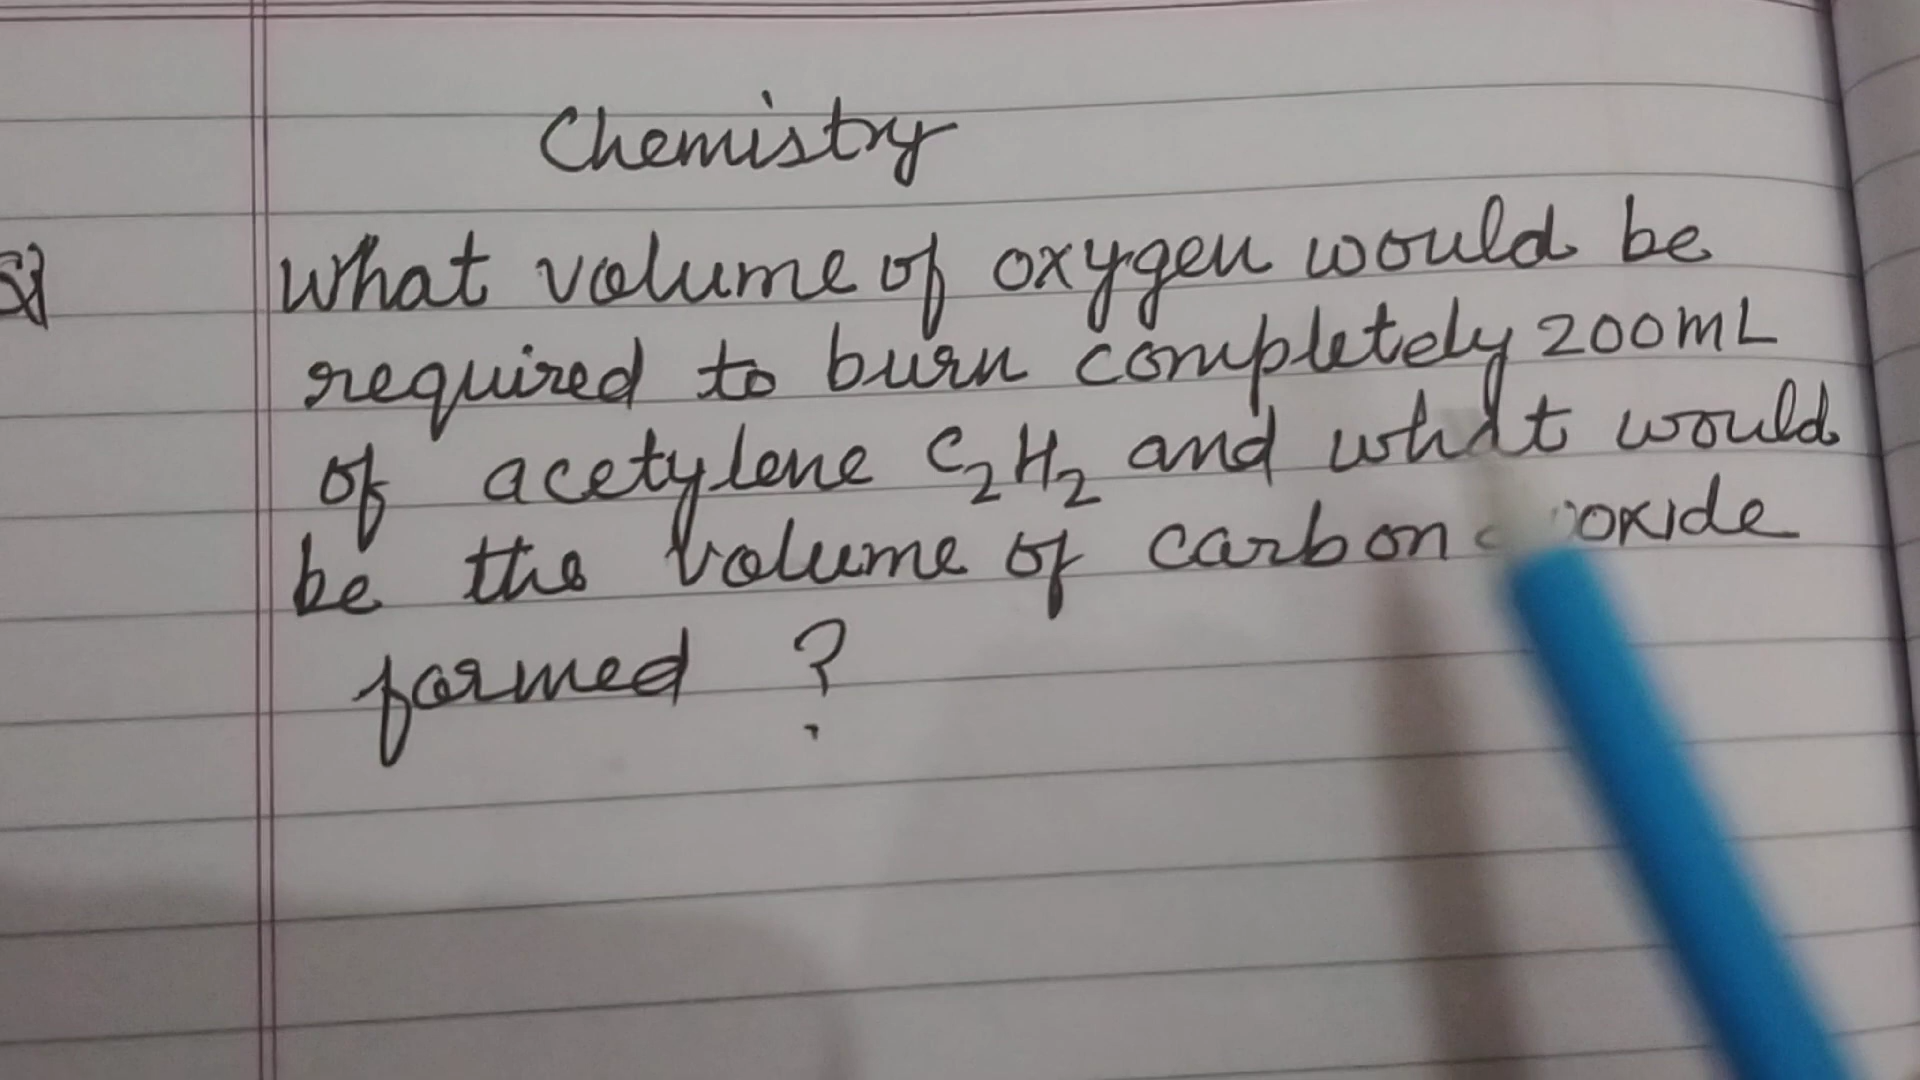 Chemistry
What volume of oxygen would be
required to burn completely 200mL
of acetylene C₂H₂ and what would
be the volume of carbon
formed ?